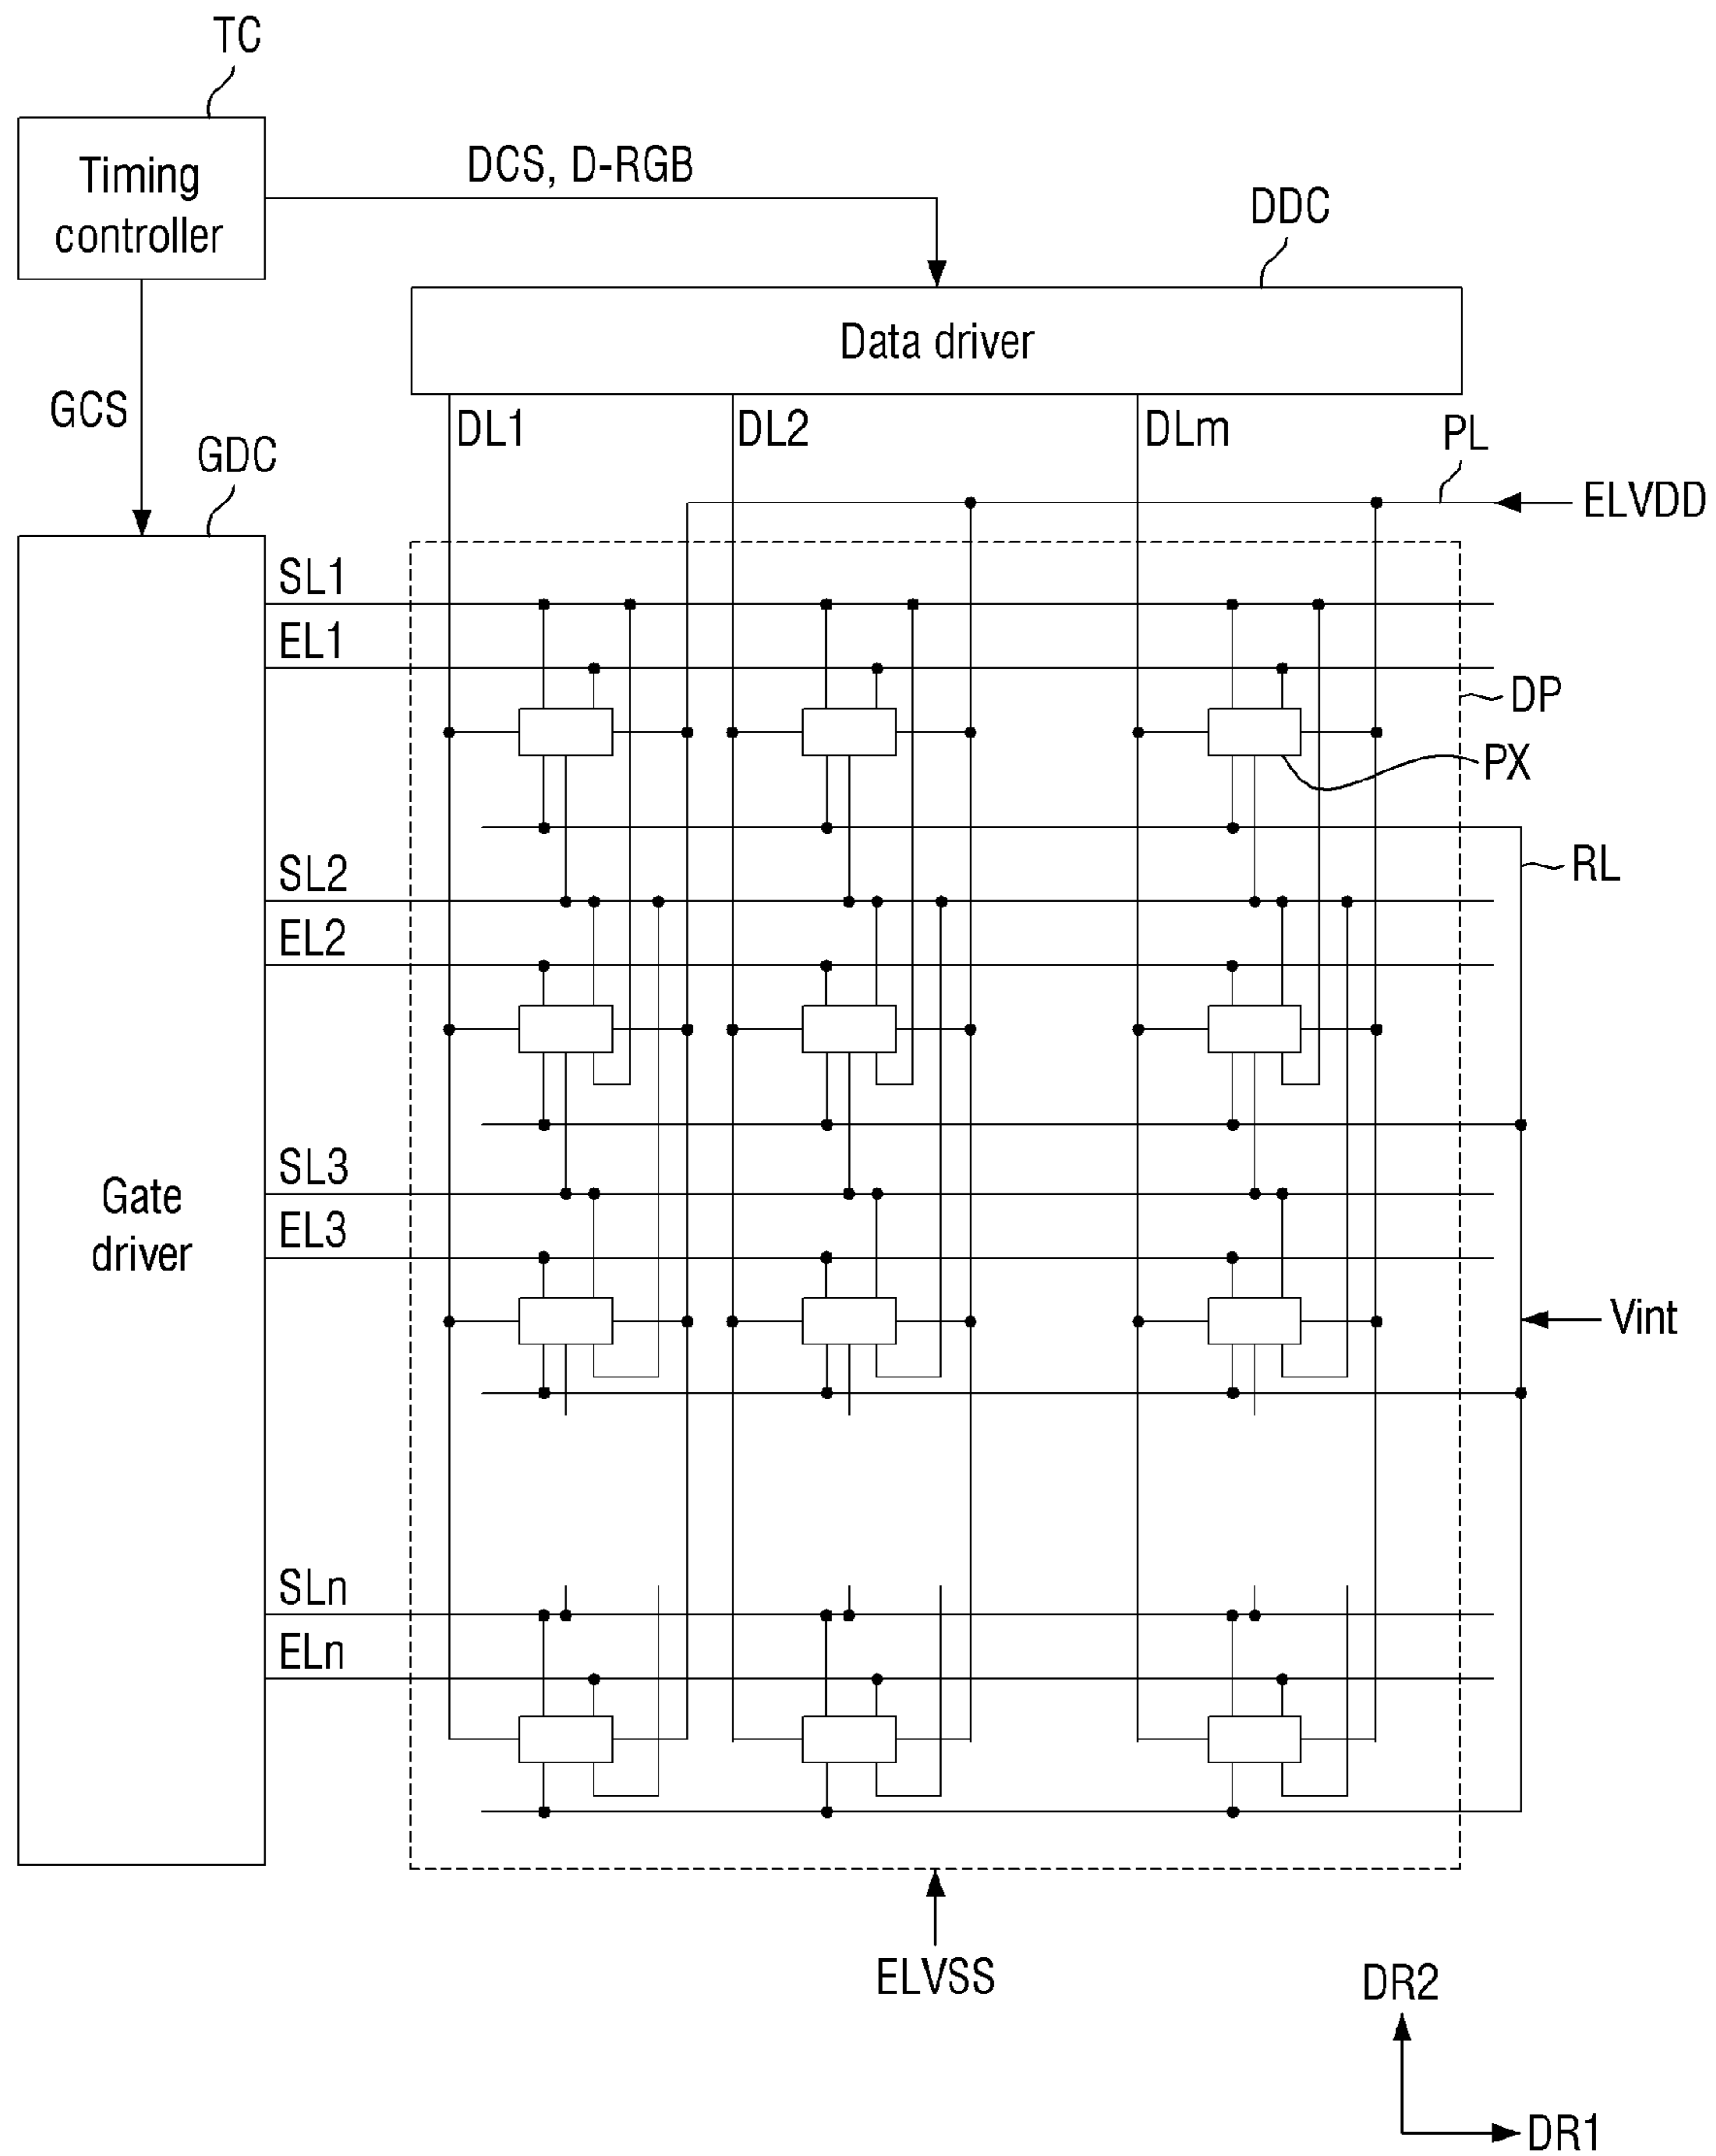 TC
Timing
controller
DCS, D-RGB
DDC
Data driver
GCS
GDC
DL1
DL2
DLm
PL
ELVDD
SL1
EL1
DP
PX
SL2
RL
EL2
SL3
Gate
driver
EL3
Vint
SLn
ELn
ELVSS
DR2
DR1